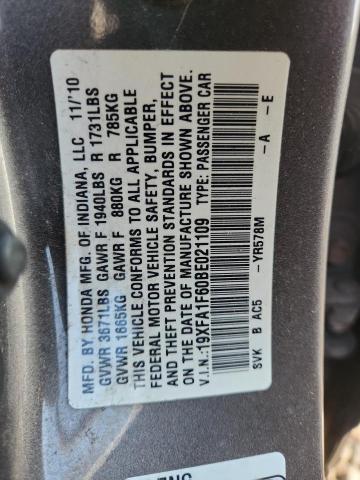 MFD. BY HONDA MFG. OF INDIANA, LLC 11/'10
GVWR 3671LBS GAWR F 1940LBS R 1731LBS
GVWR 1665KG GAWR F 880KG R 785KG
THIS VEHICLE CONFORMS TO ALL APPLICABLE
FEDERAL MOTOR VEHICLE SAFETY, BUMPER,
AND THEFT PREVENTION STANDARDS IN EFFECT
ON THE DATE OF MANUFACTURE SHOWN ABOVE.
V.I.N.: 19XFA1F60BE021109 TYPE: PASSENGER CAR
YR578M - A - E
SVK B AC5